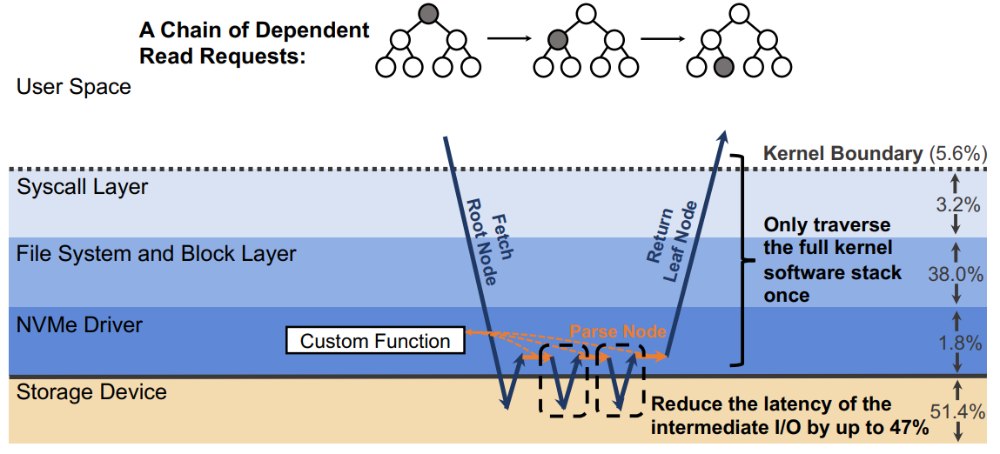 A Chain of Dependent
Read Requests:
User Space
Kernel Boundary (5.6%)
Syscall Layer
3.2%
Fetch
Root Node
Return
Leaf Node
Only traverse
the full kernel
software stack
once
File System and Block Layer
38.0%
NVMe Driver
Custom Function
Parse Node
1.8%
Storage Device
Reduce the latency of the
intermediate I/O by up to 47%
51.4%